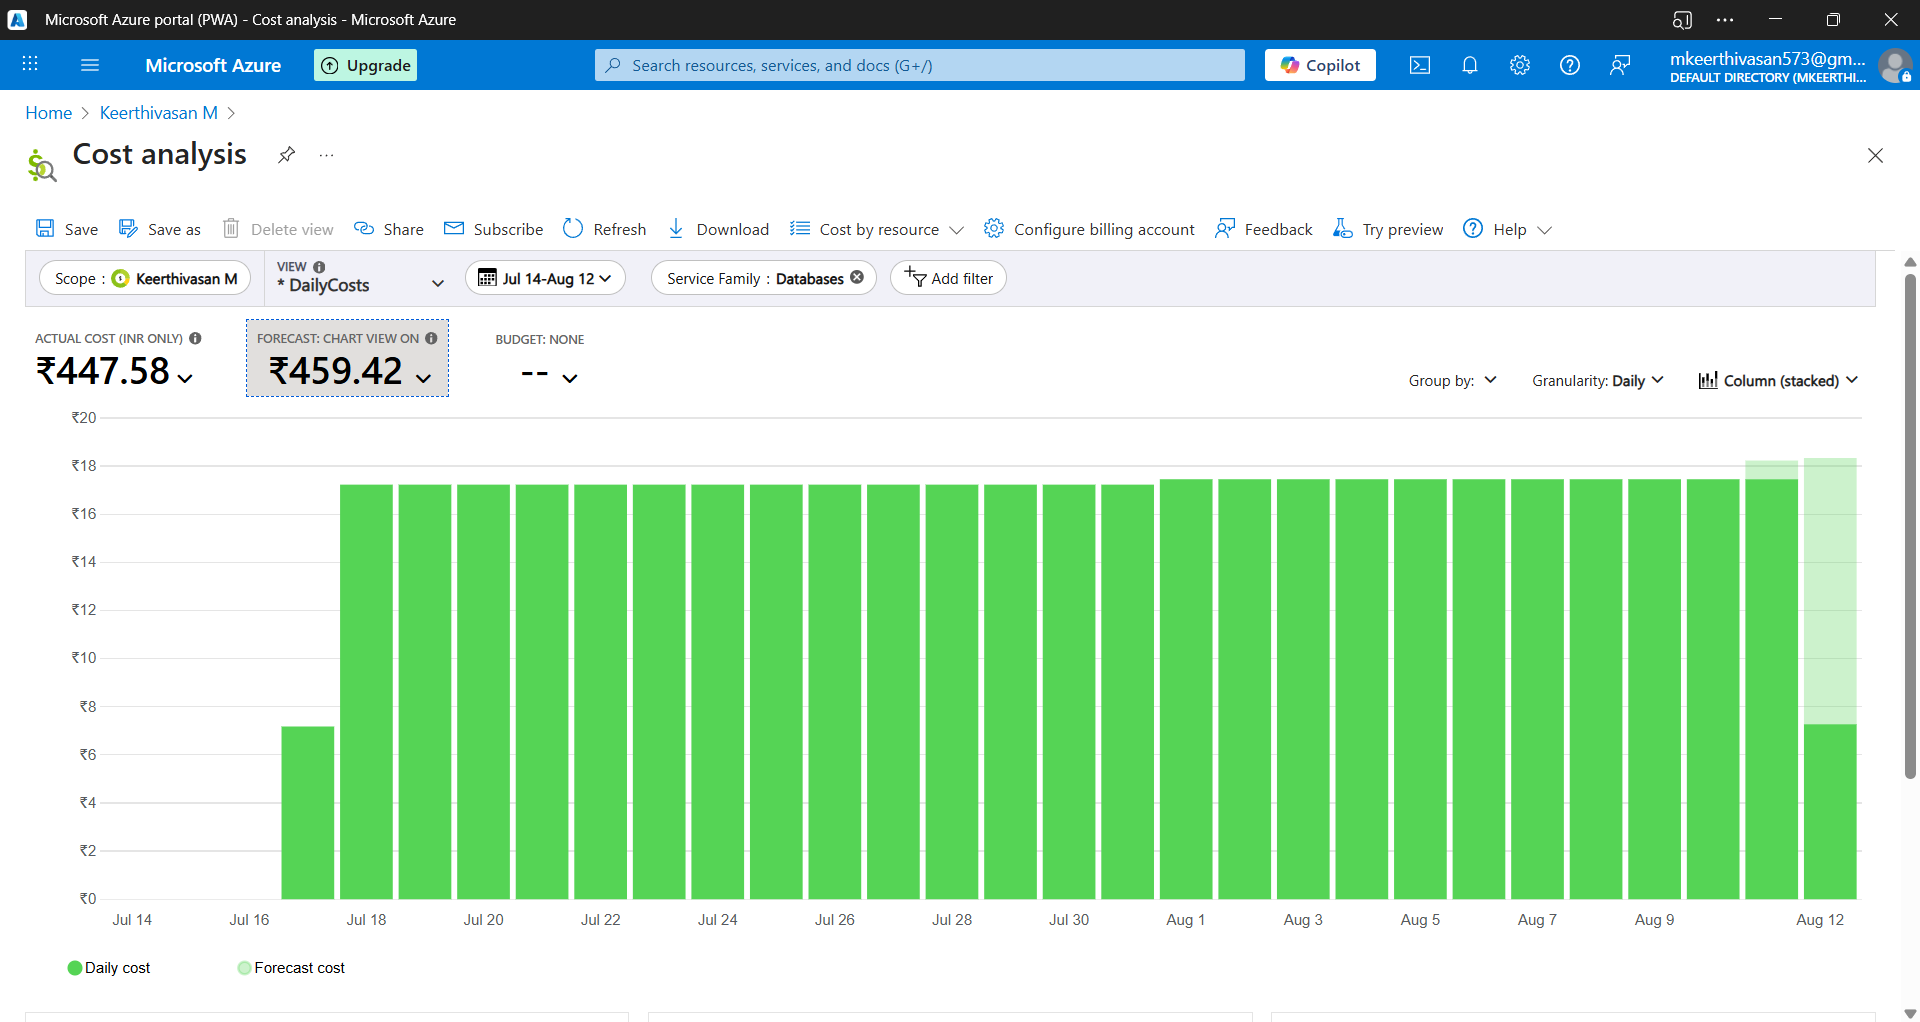 Microsoft Azure portal (PWA) - Cost analysis - Microsoft Azure
Microsoft Azure
Upgrade
Search resources, services, and docs (G+/)
Copilot
mkeerthivasan573@gm...
DEFAULT DIRECTORY (MKEERTHI...
Home > Keerthivasan M >
Cost analysis
Save
Save as
Delete view
Share
Subscribe
Refresh
Download
Cost by resource
Configure billing account
Feedback
Try preview
Help
Scope : Keerthivasan M
VIEW
* DailyCosts
Jul 14-Aug 12
Service Family : Databases
Add filter
ACTUAL COST (INR ONLY)
₹447.58
FORECAST: CHART VIEW ON
₹459.42
BUDGET: NONE
--
Group by:
Granularity: Daily
Column (stacked)
₹20
₹18
₹16
₹14
₹12
₹10
₹8
₹6
₹4
₹2
₹0
Jul 14
Jul 16
Jul 18
Jul 20
Jul 22
Jul 24
Jul 26
Jul 28
Jul 30
Aug 1
Aug 3
Aug 5
Aug 7
Aug 9
Aug 12
Daily cost
Forecast cost